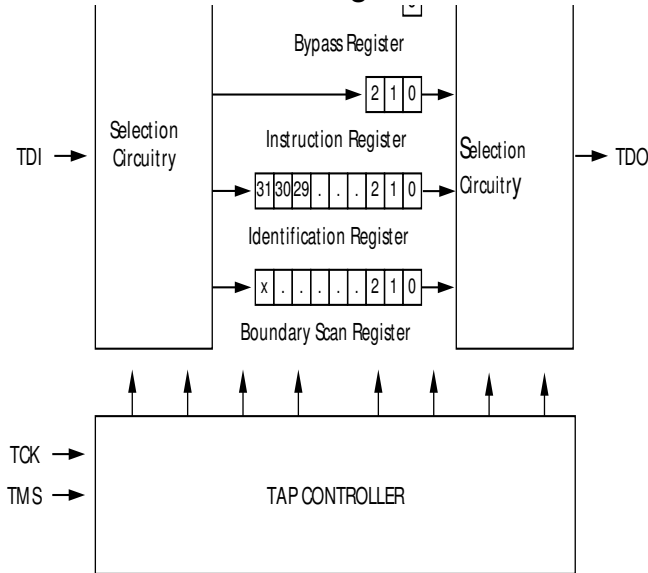 Bypass Register
2 1 0
Selection
Circuitry
Instruction Register
TDI
31 30 29 . . . 2 1 0
Selection
Circuitry
TDO
Identification Register
x . . . . . 2 1 0
Boundary Scan Register
TCK
TMS
TAP CONTROLLER